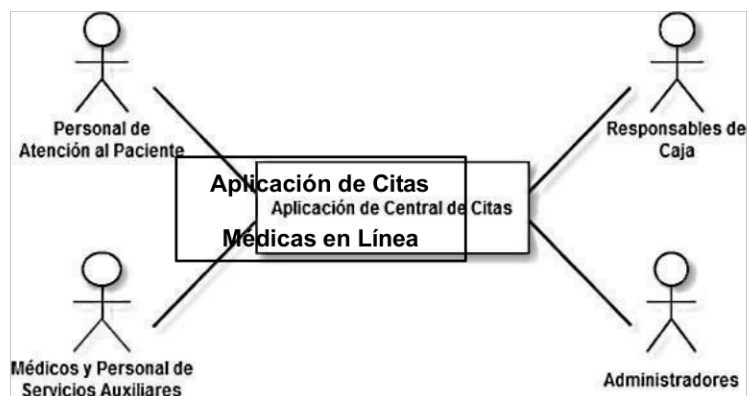 Personal de
Atención al Paciente
Responsables de
Caja
Aplicación de Citas
Aplicación de Central de Citas
Médicas en Línea
Médicos y Personal de
Servicios Auxiliares
Administradores